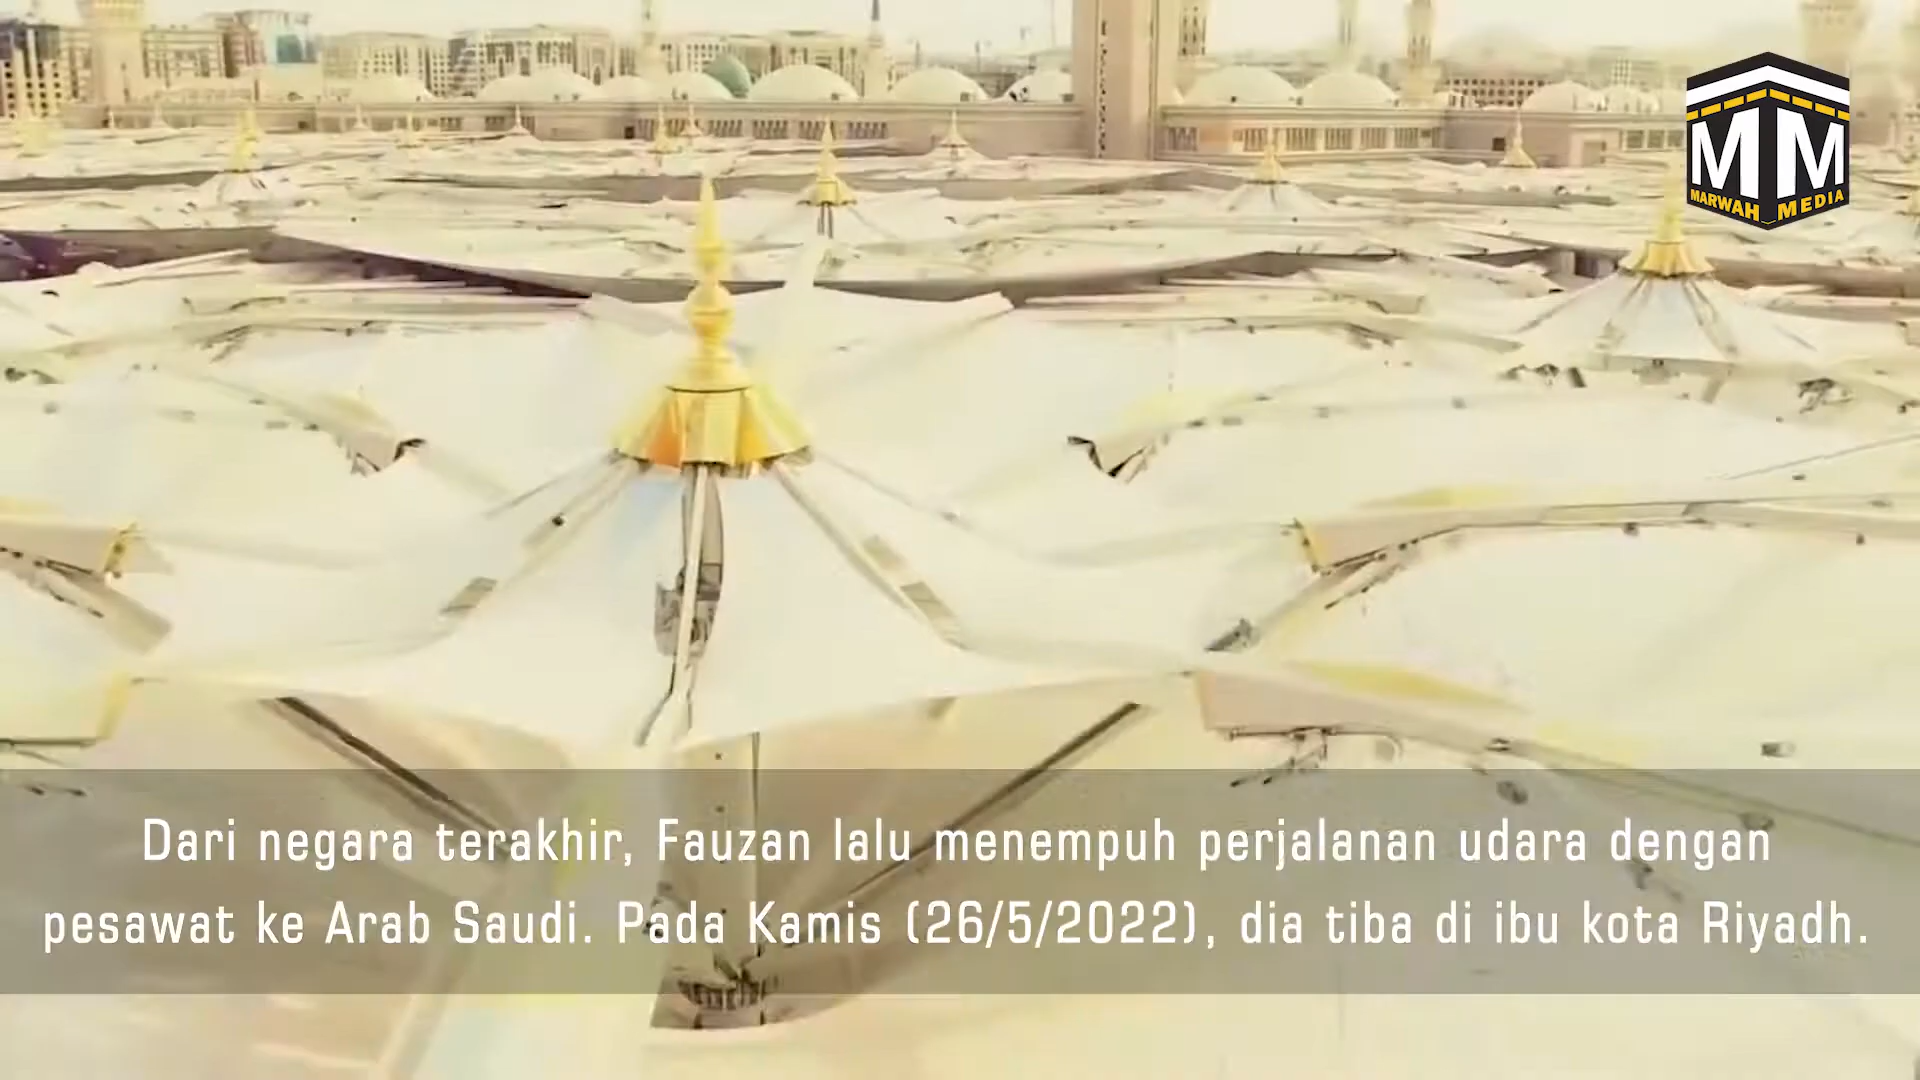 MM
MARWAH MEDIA
Dari negara terakhir, Fauzan lalu menempuh perjalanan udara dengan
pesawat ke Arab Saudi. Pada Kamis (26/5/2022), dia tiba di ibu kota Riyadh.